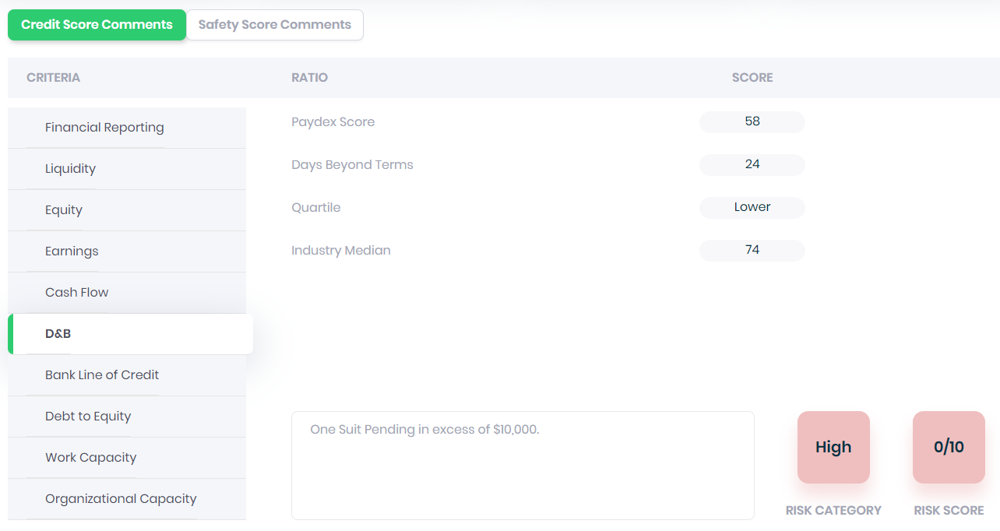 Credit Score Comments
Safety Score Comments
CRITERIA
RATIO
SCORE
Financial Reporting
Liquidity
Equity
Earnings
Cash Flow
D&B
Bank Line of Credit
Debt to Equity
Work Capacity
Organizational Capacity
Paydex Score
58
Days Beyond Terms
24
Quartile
Lower
Industry Median
74
One Suit Pending in excess of $10,000.
High
RISK CATEGORY
0/10
RISK SCORE